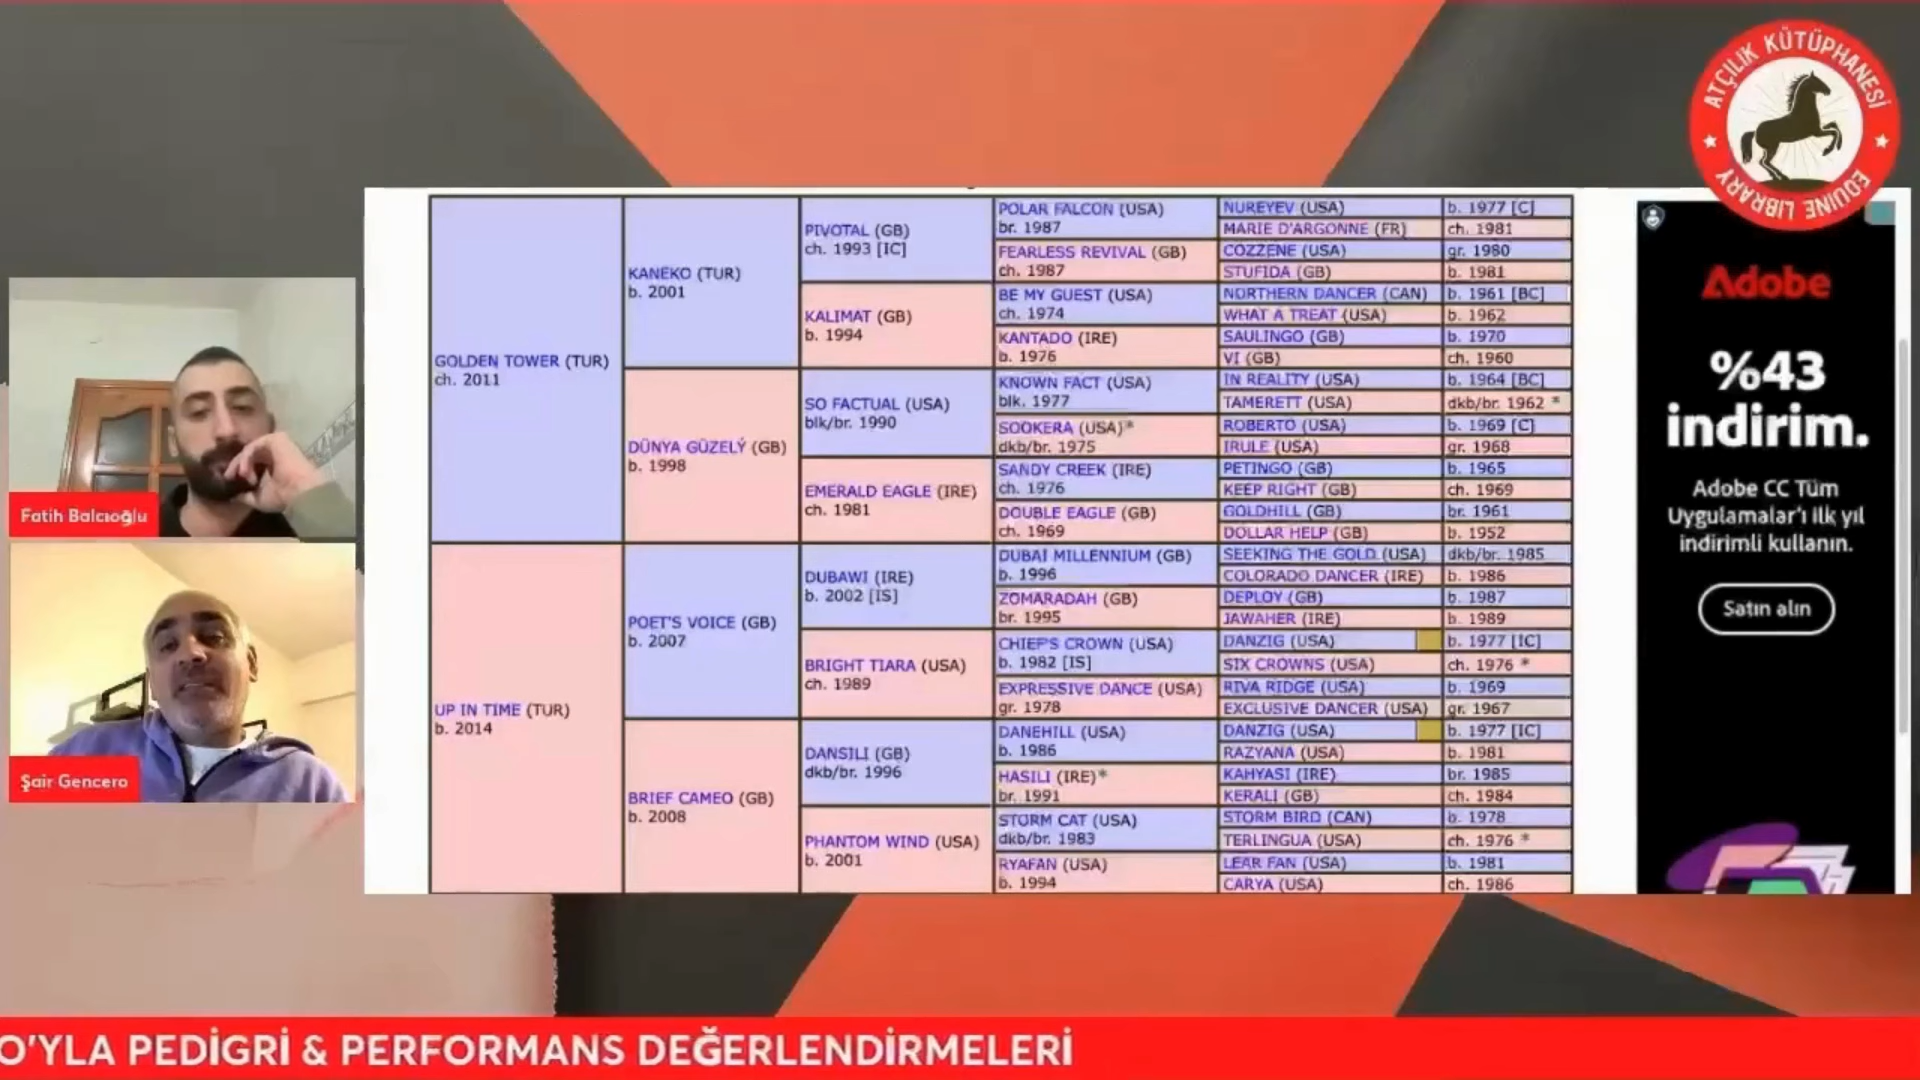 ATÇILIK KÜTÜPHANESİ
EQUINE LIBRARY
GOLDEN TOWER (TUR)
ch. 2011
UP IN TIME (TUR)
b. 2014
KANEKO (TUR)
b. 2001
DÜNYA GÜZELÝ (GB)
b. 1998
POET'S VOICE (GB)
b. 2007
BRIEF CAMEO (GB)
b. 2008
PIVOTAL (GB)
ch. 1993 [IC]
KALIMAT (GB)
b. 1994
SO FACTUAL (USA)
blk/br. 1990
EMERALD EAGLE (IRE)
ch. 1981
DUBAWI (IRE)
b. 2002 [IS]
BRIGHT TIARA (USA)
ch. 1989
DANSILI (GB)
dkb/br. 1996
PHANTOM WIND (USA)
b. 2001
POLAR FALCON (USA)
br. 1987
FEARLESS REVIVAL (GB)
ch. 1987
BE MY GUEST (USA)
ch. 1974
KANTADO (IRE)
b. 1976
KNOWN FACT (USA)
blk. 1977
SOOKERA (USA)*
dkb/br. 1975
SANDY CREEK (IRE)
ch. 1976
DOUBLE EAGLE (GB)
ch. 1969
DUBAI MILLENNIUM (GB)
b. 1996
ZOMARADAH (GB)
br. 1995
CHIEF'S CROWN (USA)
b. 1982 [IS]
EXPRESSIVE DANCE (USA)
gr. 1978
DANEHILL (USA)
b. 1986
HASILI (IRE)*
br. 1991
STORM CAT (USA)
dkb/br. 1983
RYAFAN (USA)
b. 1994
NUREYEV (USA) b. 1977 [C]
MARIE D'ARGONNE (FR) ch. 1981
COZZENE (USA) gr. 1980
STUFIDA (GB) b. 1981
NORTHERN DANCER (CAN) b. 1961 [BC]
WHAT A TREAT (USA) b. 1962
SAULINGO (GB) b. 1970
VI (GB) ch. 1960
IN REALITY (USA) b. 1964 [BC]
TAMERETT (USA) dkb/br. 1962 *
ROBERTO (USA) b. 1969 [C]
IRULE (USA) gr. 1968
PETINGO (GB) b. 1965
KEEP RIGHT (GB) ch. 1969
GOLDHILL (GB) br. 1961
DOLLAR HELP (GB) b. 1952
SEEKING THE GOLD (USA) dkb/br. 1985
COLORADO DANCER (IRE) b. 1986
DEPLOY (GB) b. 1987
JAWAHER (IRE) b. 1989
DANZIG (USA) b. 1977 [IC]
SIX CROWNS (USA) ch. 1976 *
RIVA RIDGE (USA) b. 1969
EXCLUSIVE DANCER (USA) gr. 1967
DANZIG (USA) b. 1977 [IC]
RAZYANA (USA) b. 1981
KAHYASI (IRE) br. 1985
KERALI (GB) ch. 1984
STORM BIRD (CAN) b. 1978
TERLINGUA (USA) ch. 1976 *
LEAR FAN (USA) b. 1981
CARYA (USA) ch. 1986
Adobe
%43
indirim.
Adobe CC Tüm
Uygulamalar'ı ilk yıl
indirimli kullanın.
Satın alın
Fatih Balcıoğlu
Şair Gencero
O'YLA PEDİGRİ & PERFORMANS DEĞERLENDİRMELERİ